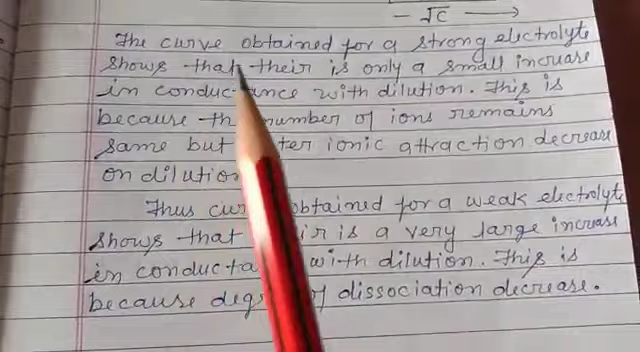 - √c
The curve obtained for a strong electrolyte
shows that their is only a small increase
in conductance with dilution. This is
because th number of ions remains
same but ter ionic attraction decrease
on dilution
Thus cur obtained for a weak electrolyte
shows that ir is a very large increase
in conducta with dilution. This is
because deg of dissociation decrease.